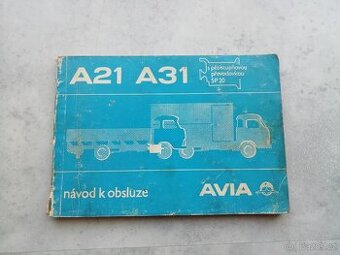 A21 A31
s pětistupňovou
převodovkou
SP 20
návod k obsluze
AVIA